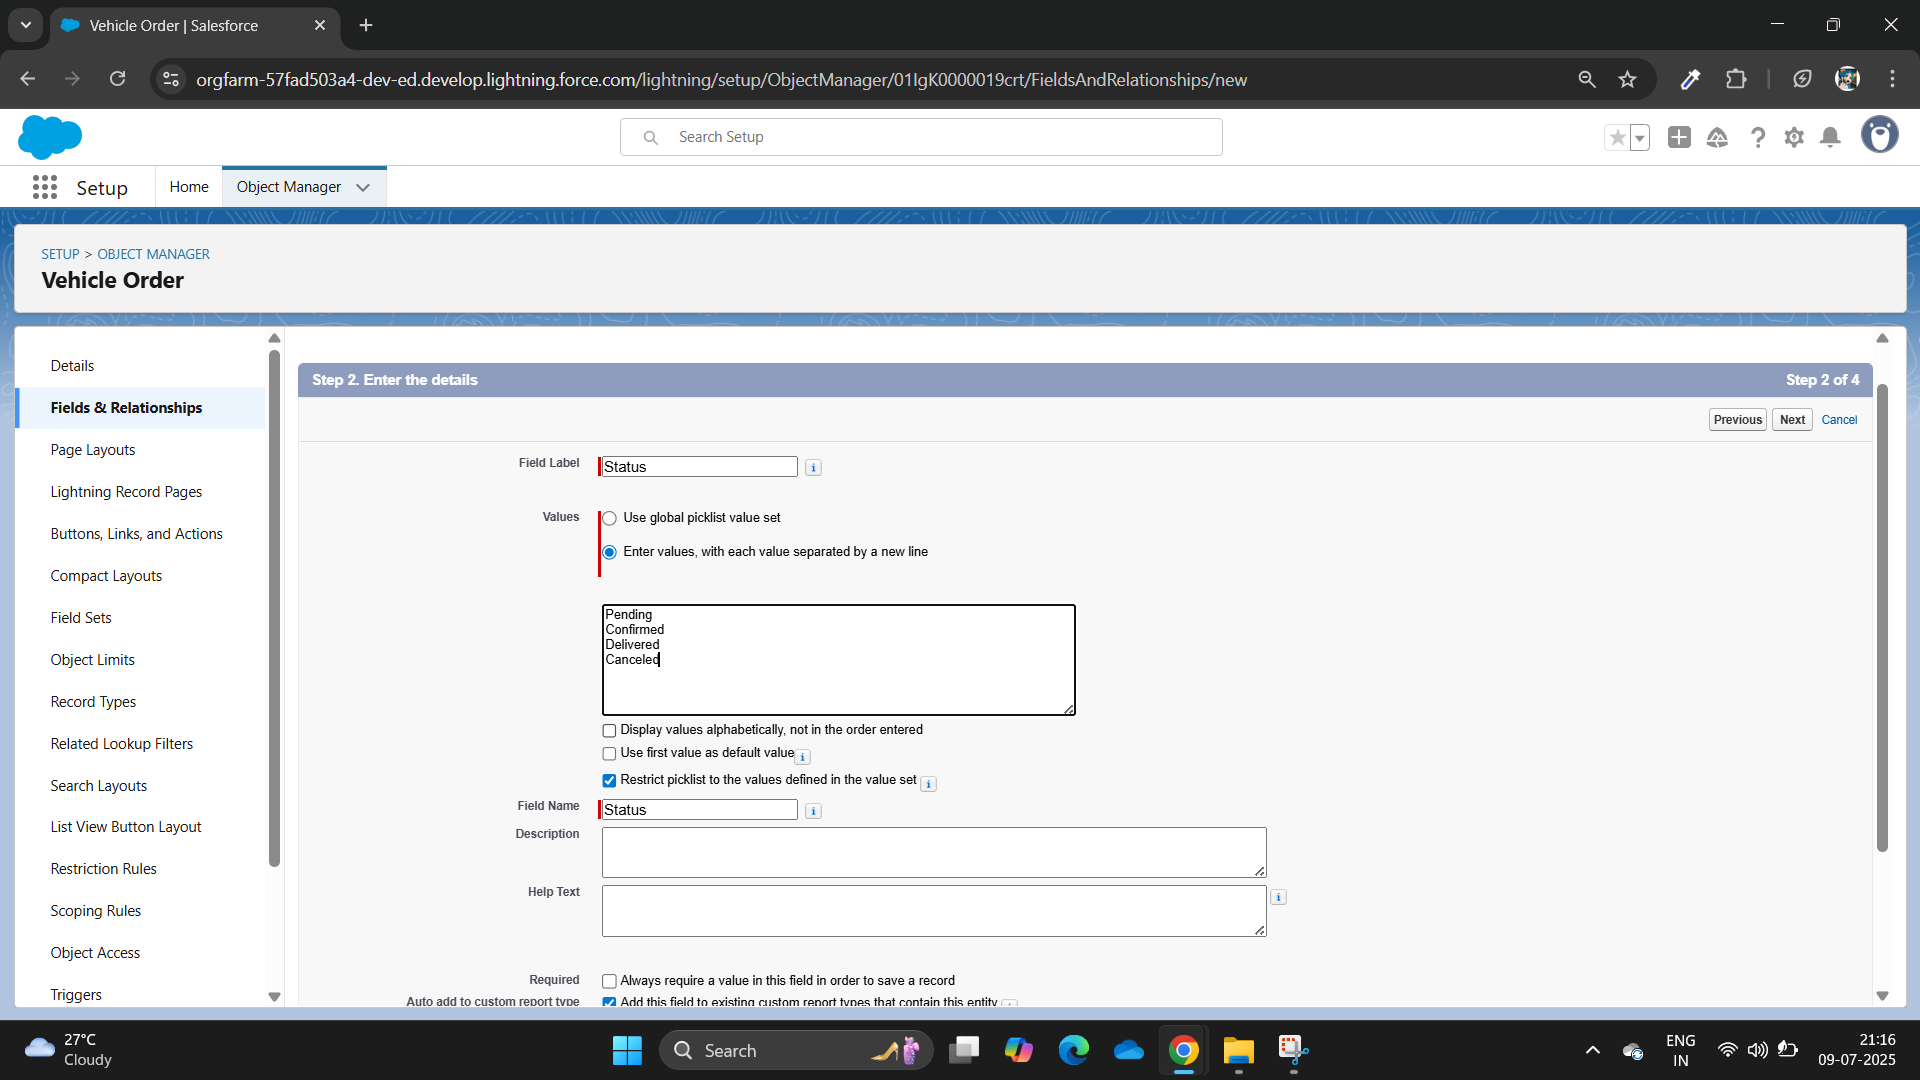 Vehicle Order | Salesforce
orgfarm-57fad503a4-dev-ed.develop.lightning.force.com/lightning/setup/ObjectManager/01IgK0000019crt/FieldsAndRelationships/new
Search Setup
Setup
Home
Object Manager
SETUP > OBJECT MANAGER
Vehicle Order
Details
Fields & Relationships
Page Layouts
Lightning Record Pages
Buttons, Links, and Actions
Compact Layouts
Field Sets
Object Limits
Record Types
Related Lookup Filters
Search Layouts
List View Button Layout
Restriction Rules
Scoping Rules
Object Access
Triggers
Step 2. Enter the details
Step 2 of 4
Previous
Next
Cancel
Field Label
Status
Values
Use global picklist value set
Enter values, with each value separated by a new line
Pending
Confirmed
Delivered
Canceled
Display values alphabetically, not in the order entered
Use first value as default value
Restrict picklist to the values defined in the value set
Field Name
Status
Description
Help Text
Required
Always require a value in this field in order to save a record
Auto add to custom report type
Add this field to existing custom report types that contain this entity
27°C
Cloudy
Search
ENG
IN
21:16
09-07-2025